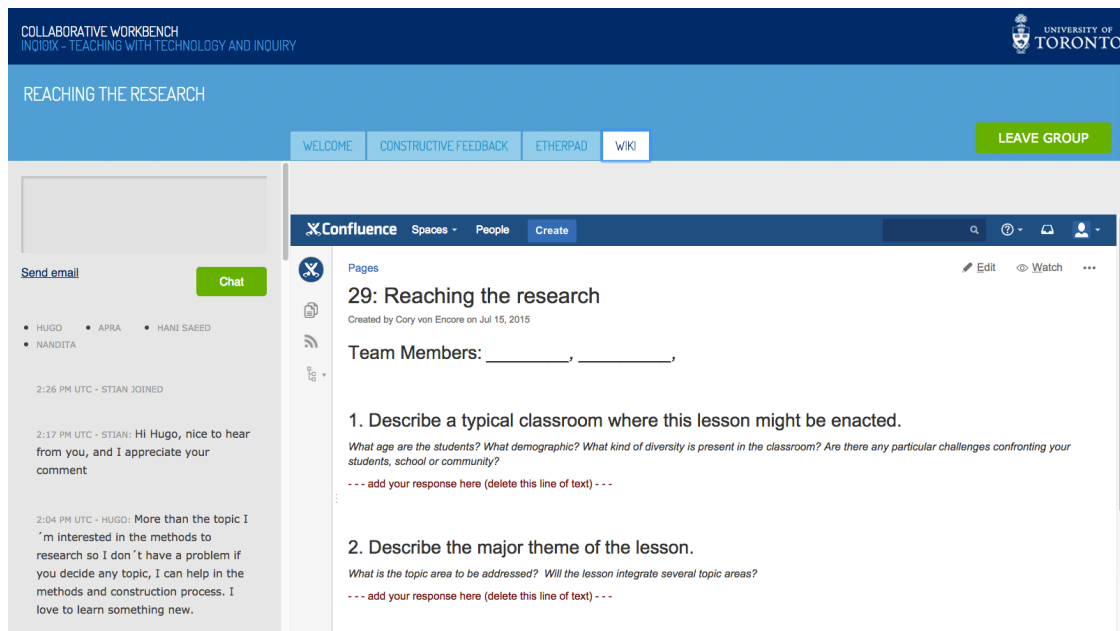 COLLABORATIVE WORKBENCH
INQ101X - TEACHING WITH TECHNOLOGY AND INQUIRY
UNIVERSITY OF
TORONTO
REACHING THE RESEARCH
WELCOME
CONSTRUCTIVE FEEDBACK
ETHERPAD
WIKI
LEAVE GROUP
Send email
Chat
HUGO
APRA
HANI SAEED
NANDITA
2:26 PM UTC - STIAN JOINED
2:17 PM UTC - STIAN: Hi Hugo, nice to hear
from you, and I appreciate your
comment
2:04 PM UTC - HUGO: More than the topic I
´m interested in the methods to
research so I don´t have a problem if
you decide any topic, I can help in the
methods and construction process. I
love to learn something new.
Confluence
Spaces
People
Create
Pages
Edit
Watch
29: Reaching the research
Created by Cory von Encore on Jul 15, 2015
Team Members: _________, __________,
1. Describe a typical classroom where this lesson might be enacted.
What age are the students? What demographic? What kind of diversity is present in the classroom? Are there any particular challenges confronting your
students, school or community?
- - - add your response here (delete this line of text) - - -
2. Describe the major theme of the lesson.
What is the topic area to be addressed?  Will the lesson integrate several topic areas?
- - - add your response here (delete this line of text) - - -